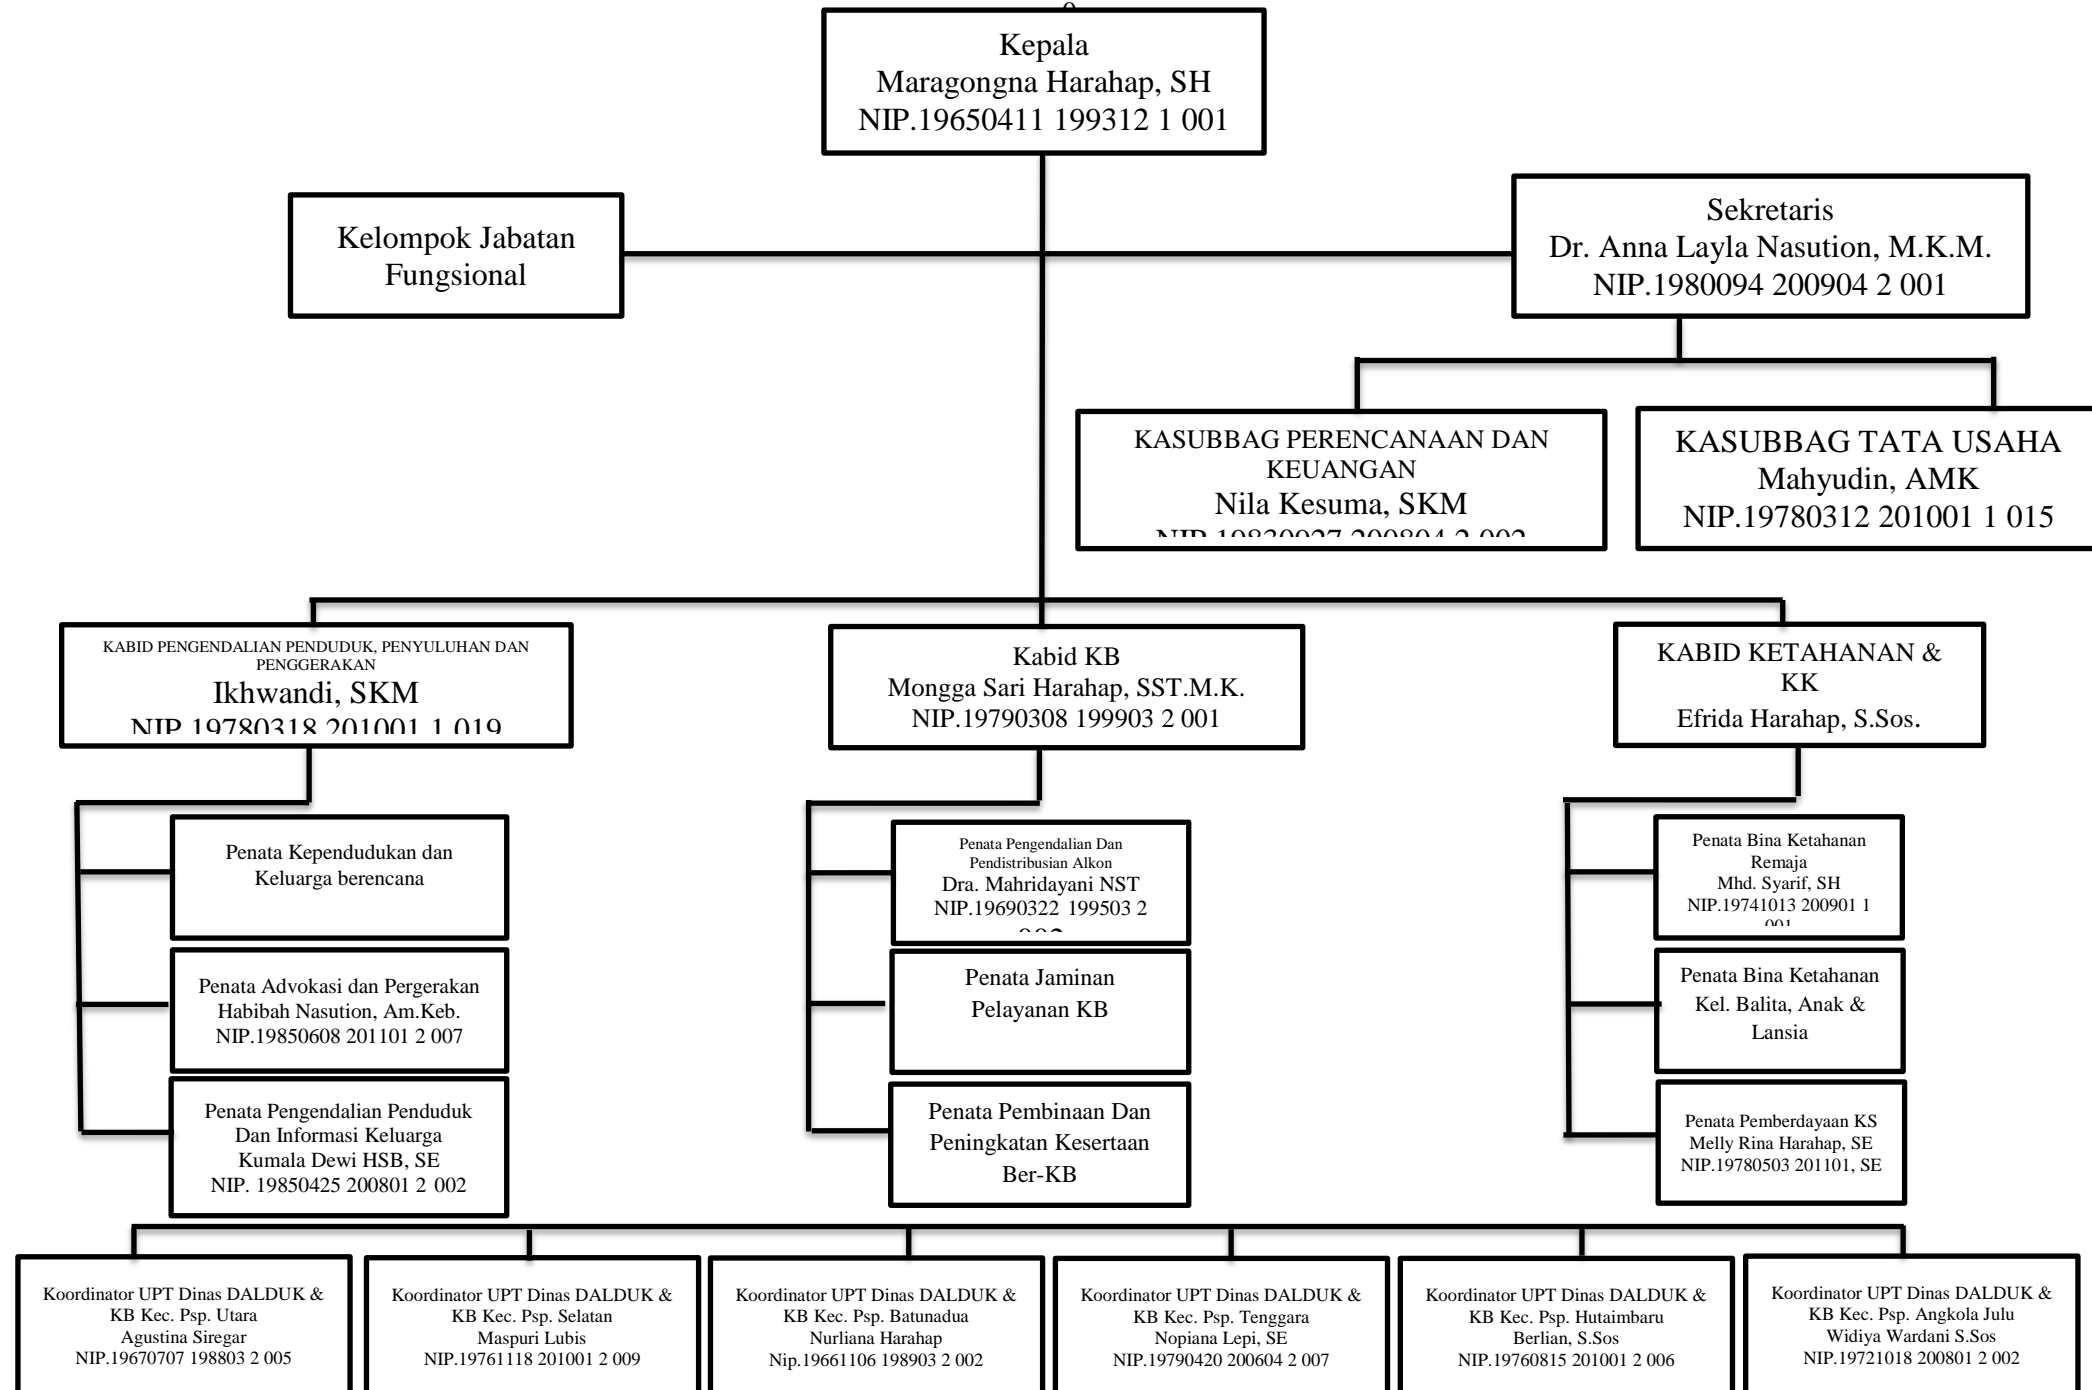 Kepala
Maragongna Harahap, SH
NIP.19650411 199312 1 001
Kelompok Jabatan
Fungsional
Sekretaris
Dr. Anna Layla Nasution, M.K.M.
NIP.1980094 200904 2 001
KASUBBAG PERENCANAAN DAN
KEUANGAN
Nila Kesuma, SKM
NIP.19830927 200804 2 002
KASUBBAG TATA USAHA
Mahyudin, AMK
NIP.19780312 201001 1 015
KABID PENGENDALIAN PENDUDUK, PENYULUHAN DAN
PENGGERAKAN
Ikhwandi, SKM
NIP.19780318 201001 1 019
Kabid KB
Mongga Sari Harahap, SST.M.K.
NIP.19790308 199903 2 001
KABID KETAHANAN &
KK
Efrida Harahap, S.Sos.
Penata Kependudukan dan
Keluarga berencana
Penata Advokasi dan Pergerakan
Habibah Nasution, Am.Keb.
NIP.19850608 201101 2 007
Penata Pengendalian Penduduk
Dan Informasi Keluarga
Kumala Dewi HSB, SE
NIP. 19850425 200801 2 002
Penata Pengendalian Dan
Pendistribusian Alkon
Dra. Mahridayani NST
NIP.19690322 199503 2
Penata Jaminan
Pelayanan KB
Penata Pembinaan Dan
Peningkatan Kesertaan
Ber-KB
Penata Bina Ketahanan
Remaja
Mhd. Syarif, SH
NIP.19741013 200901 1
001
Penata Bina Ketahanan
Kel. Balita, Anak &
Lansia
Penata Pemberdayaan KS
Melly Rina Harahap, SE
NIP.19780503 201101, SE
Koordinator UPT Dinas DALDUK &
KB Kec. Psp. Utara
Agustina Siregar
NIP.19670707 198803 2 005
Koordinator UPT Dinas DALDUK &
KB Kec. Psp. Selatan
Maspuri Lubis
NIP.19761118 201001 2 009
Koordinator UPT Dinas DALDUK &
KB Kec. Psp. Batunadua
Nurliana Harahap
Nip.19661106 198903 2 002
Koordinator UPT Dinas DALDUK &
KB Kec. Psp. Tenggara
Nopiana Lepi, SE
NIP.19790420 200604 2 007
Koordinator UPT Dinas DALDUK &
KB Kec. Psp. Hutaimbaru
Berlian, S.Sos
NIP.19760815 201001 2 006
Koordinator UPT Dinas DALDUK &
KB Kec. Psp. Angkola Julu
Widiya Wardani S.Sos
NIP.19721018 200801 2 002